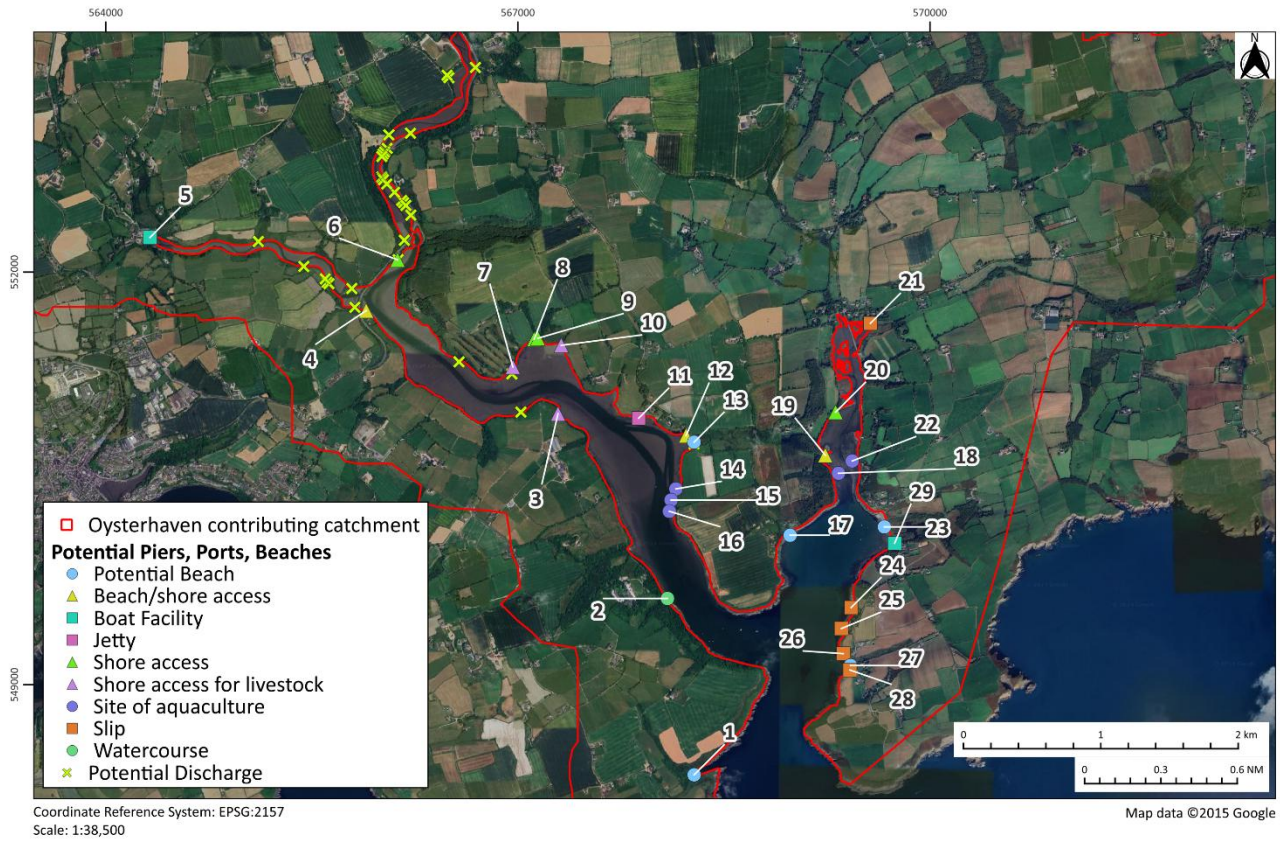 564000
567000
570000
N
5
6
552000
7
8
9
10
21
4
11
12
13
20
19
22
3
14
18
15
29
16
17
23
24
2
25
26
27
28
549000
1
Oysterhaven contributing catchment
Potential Piers, Ports, Beaches
Potential Beach
Beach/shore access
Boat Facility
Jetty
Shore access
Shore access for livestock
Site of aquaculture
Slip
Watercourse
Potential Discharge
0 1 2 km
0 0.3 0.6 NM
Coordinate Reference System: EPSG:2157
Map data ©2015 Google
Scale: 1:38,500